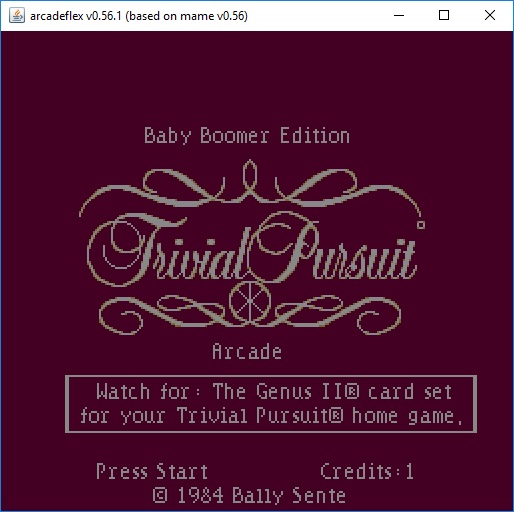 arcadeflex v0.56.1 (based on mame v0.56)
Baby Boomer Edition
Trivial Pursuit
Arcade
Watch for: The Genus II® card set
for your Trivial Pursuit® home game.
Press Start Credits:1
© 1984 Bally Sente